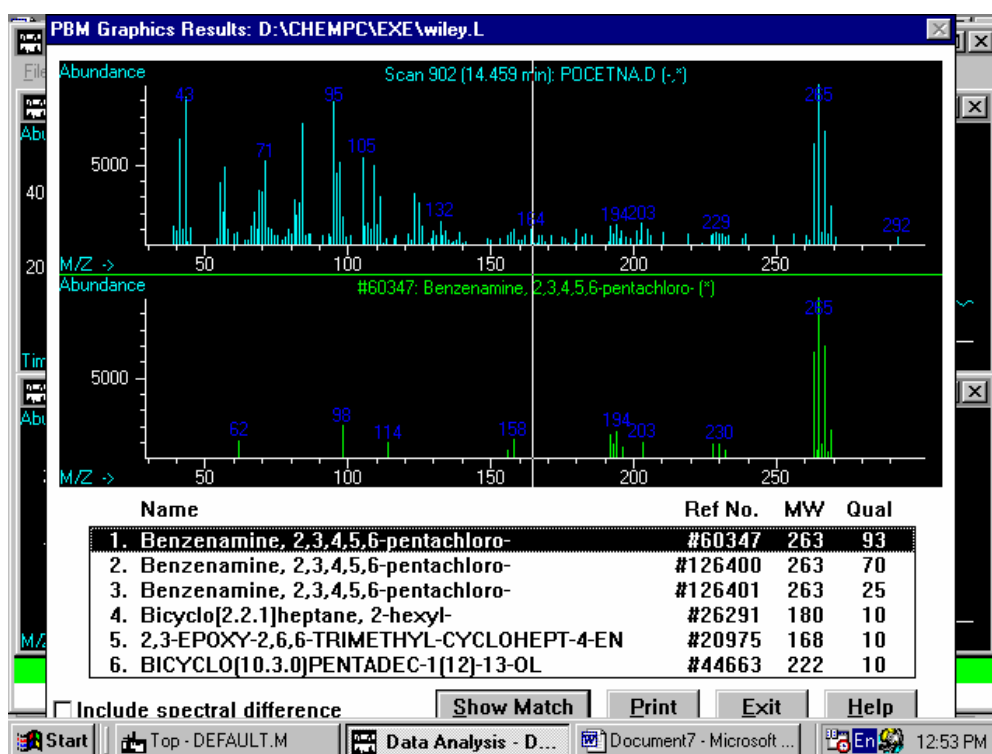 PBM Graphics Results: D:\CHEMPC\EXE\wiley.L
File
Abundance
Scan 902 (14.459 min): POCETNA.D (-,*)
43
95
265
71
105
5000
132
164
194
203
229
292
M/Z ->
50
100
150
200
250
40
20
Abundance
#60347: Benzenamine, 2,3,4,5,6-pentachloro- (*)
265
5000
62
98
114
158
194
203
230
M/Z ->
50
100
150
200
250
Name Ref No. MW Qual
1. Benzenamine, 2,3,4,5,6-pentachloro- #60347 263 93
2. Benzenamine, 2,3,4,5,6-pentachloro- #126400 263 70
3. Benzenamine, 2,3,4,5,6-pentachloro- #126401 263 25
4. Bicyclo[2.2.1]heptane, 2-hexyl- #26291 180 10
5. 2,3-EPOXY-2,6,6-TRIMETHYL-CYCLOHEPT-4-EN #20975 168 10
6. BICYCLO(10.3.0)PENTADEC-1(12)-13-OL #44663 222 10
Include spectral difference
Show Match
Print
Exit
Help
Start
Top - DEFAULT.M
Data Analysis - D...
Document7 - Microsoft ...
En
12:53 PM